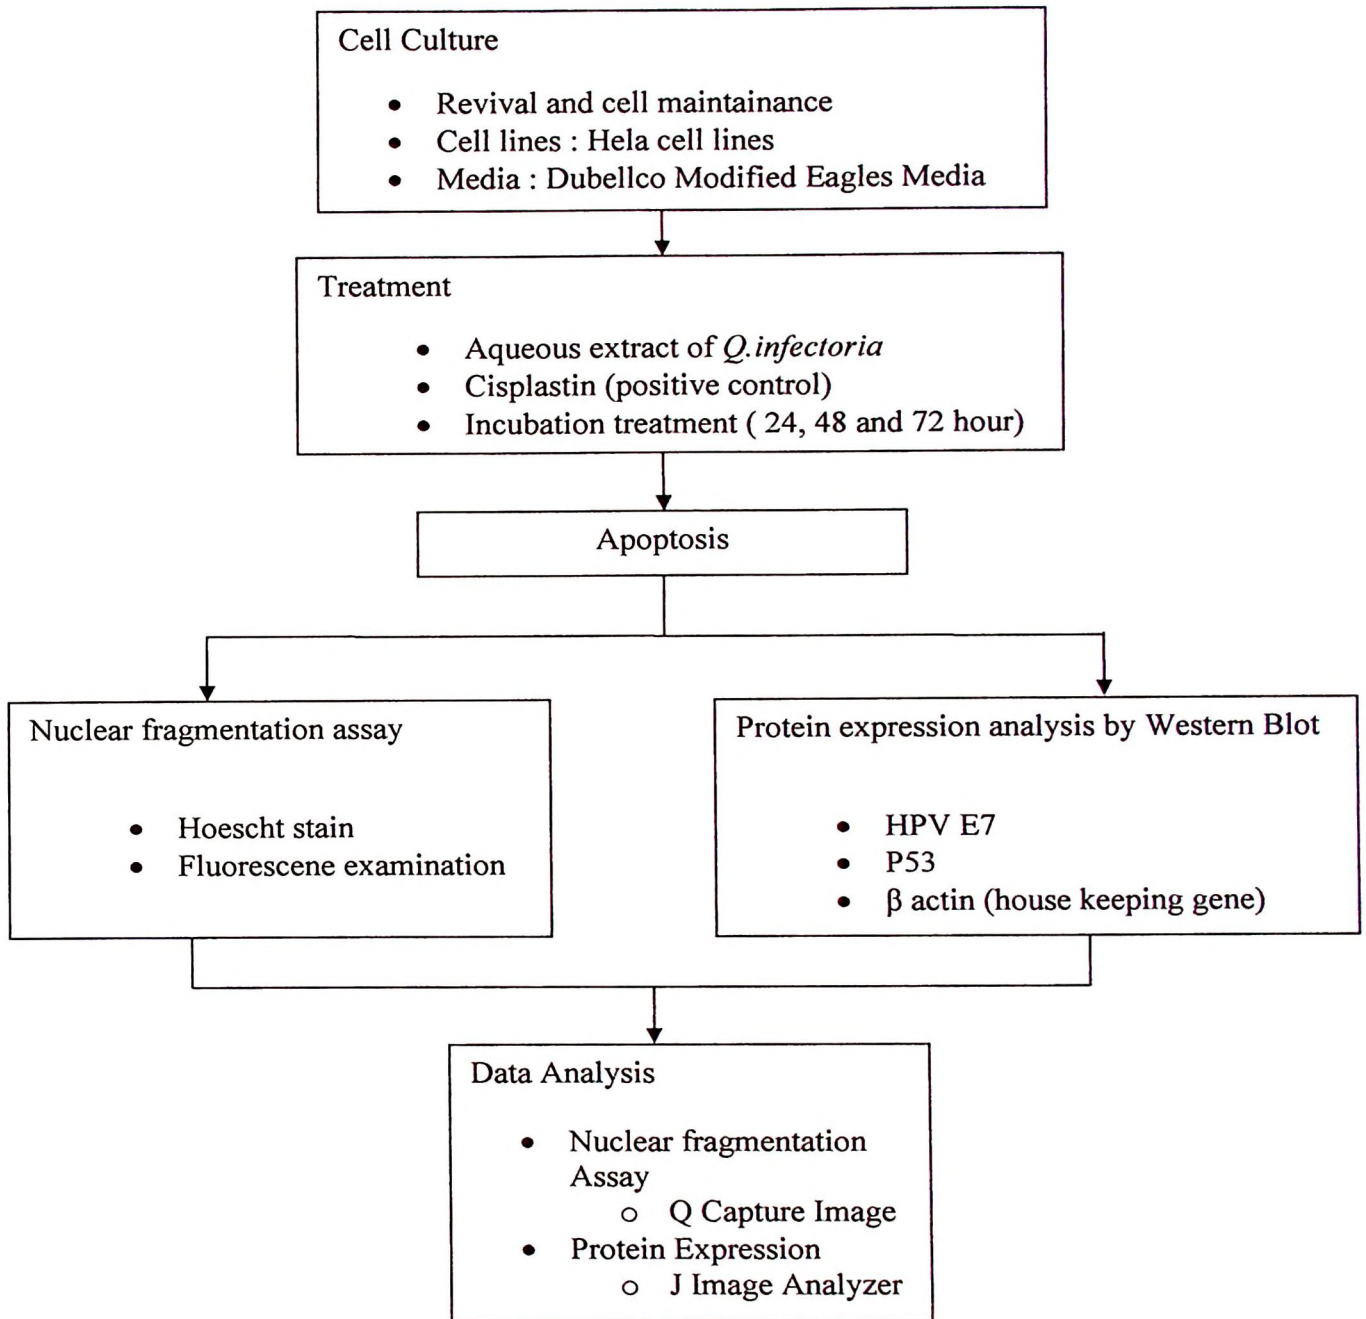 Cell Culture
• Revival and cell maintainance
• Cell lines : Hela cell lines
• Media : Dubellco Modified Eagles Media
Treatment
• Aqueous extract of Q.infectoria
• Cisplastin (positive control)
• Incubation treatment ( 24, 48 and 72 hour)
Apoptosis
Nuclear fragmentation assay
• Hoescht stain
• Fluorescene examination
Protein expression analysis by Western Blot
• HPV E7
• P53
• β actin (house keeping gene)
Data Analysis
• Nuclear fragmentation
Assay
o Q Capture Image
• Protein Expression
o J Image Analyzer